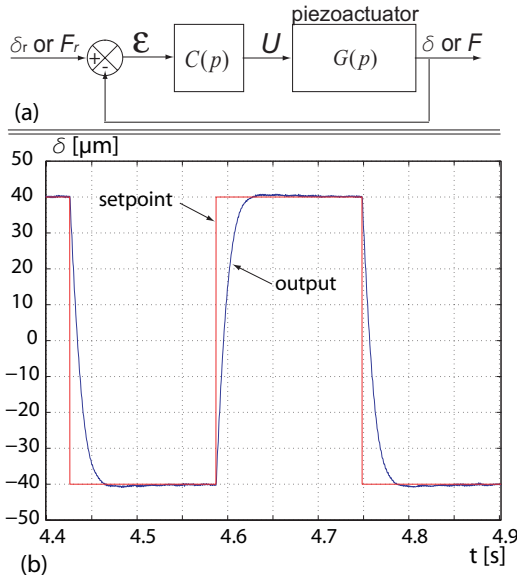 piezoactuator
δr or Fr
+
-
ε
C(p)
U
G(p)
δ or F
(a)
δ [µm]
50
40
30
20
10
0
−10
−20
−30
−40
−50
setpoint
output
4.4
4.5
4.6
4.7
4.8
4.9
t [s]
(b)